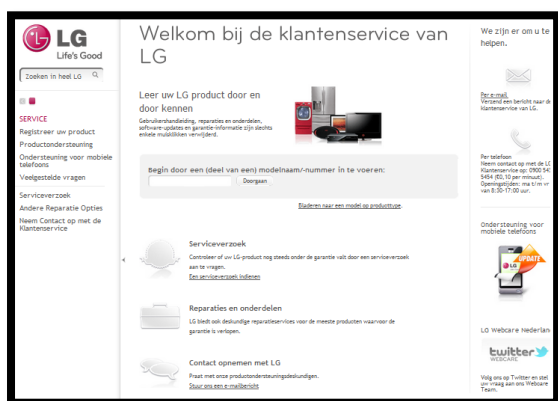 LG
Life's Good
Zoeken in heel LG
SERVICE
Registreer uw product
Productondersteuning
Ondersteuning voor mobiele
telefoons
Veelgestelde vragen
Serviceverzoek
Andere Reparatie Opties
Neem Contact op met de
Klantenservice
Welkom bij de klantenservice van
LG
Leer uw LG product door en
door kennen
Gebruikershandleiding, reparaties en onderdelen,
software-updates en garantie-informatie zijn slechts
enkele muisklikken verwijderd.
Begin door een (deel van een) modelnaam/-nummer in te voeren:
Doorgaan
Bladeren naar een model op producttype.
Serviceverzoek
Controleer of uw LG-product nog steeds onder de garantie valt door een serviceverzoek
aan te vragen.
Een serviceverzoek indienen
Reparaties en onderdelen
LG biedt ook deskundige reparatieservices voor de meeste producten waarvoor de
garantie is verlopen.
Contact opnemen met LG
Praat met onze productondersteuningsdeskundigen.
Stuur ons een e-mailbericht
We zijn er om u te
helpen.
Per e-mail
Verzend een bericht naar de
klantenservice van LG.
Per telefoon
Neem contact op met de LG
Klantenservice op: 0900 543
5454 (€0,10 per minuut).
Openingstijden: ma t/m vr
van 8:30-17:00 uur.
Ondersteuning voor
mobiele telefoons
UPDATE
LG
LG Webcare Nederlan
twitter
WEBCARE
Volg ons op Twitter en stel
uw vraag aan ons Webcare
Team.